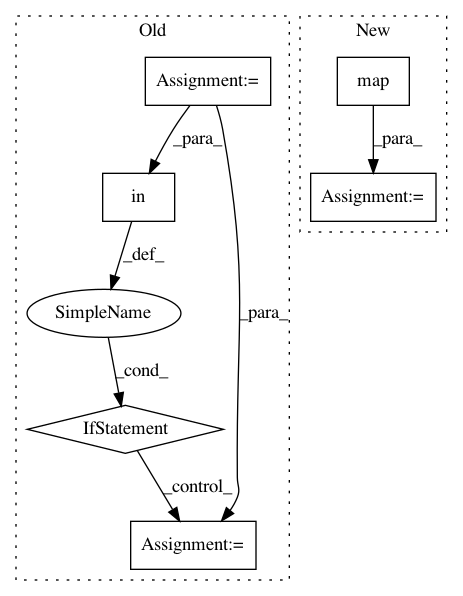 Old
New
Assignment:=
map
_para_
_para_
in
Assignment:=
_def_
SimpleName
_para_
_cond_
IfStatement
_control_
Assignment:=